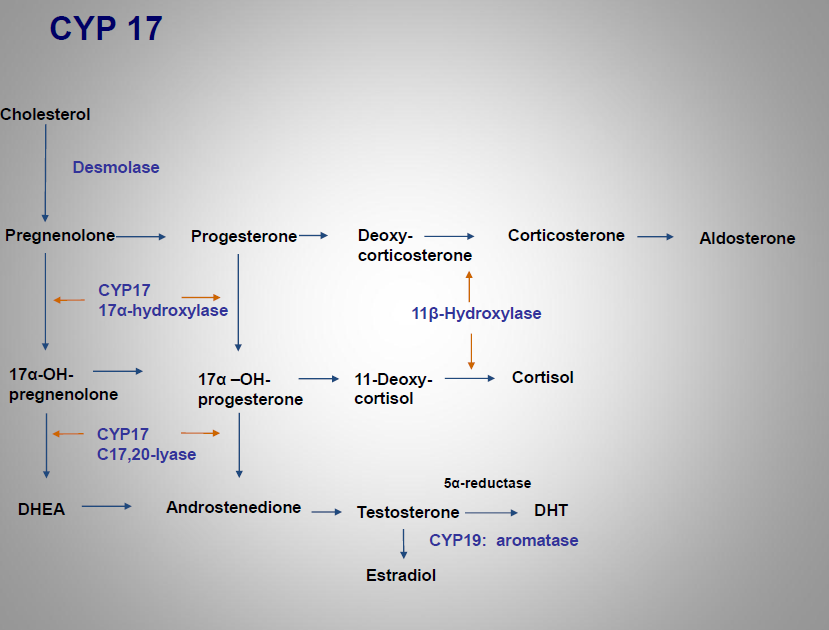 CYP 17
Cholesterol
Desmolase
Pregnenolone
Progesterone
Deoxy-
corticosterone
Corticosterone
Aldosterone
CYP17
17α-hydroxylase
11β-Hydroxylase
17α-OH-
pregnenolone
17α –OH-
progesterone
11-Deoxy-
cortisol
Cortisol
CYP17
C17,20-lyase
DHEA
Androstenedione
Testosterone
5α-reductase
DHT
CYP19: aromatase
Estradiol